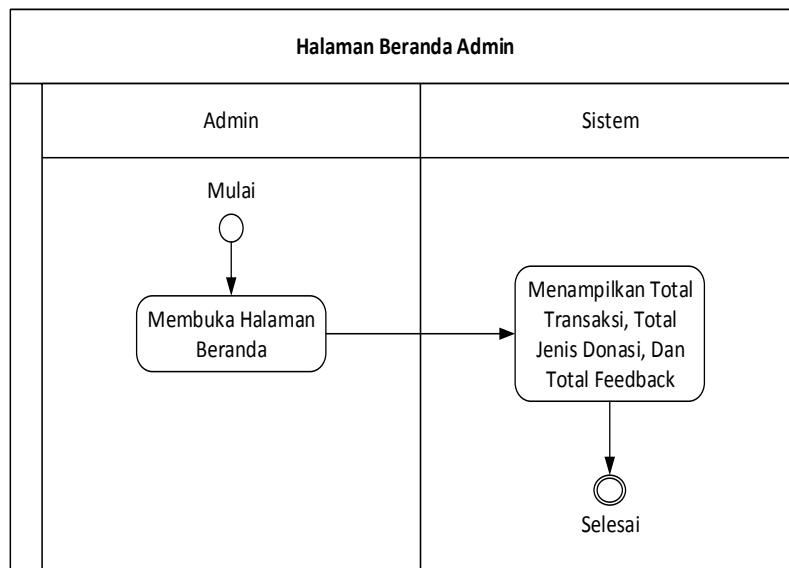 Halaman Beranda Admin
Admin
Sistem
Mulai
Membuka Halaman
Beranda
Menampilkan Total
Transaksi, Total
Jenis Donasi, Dan
Total Feedback
Selesai